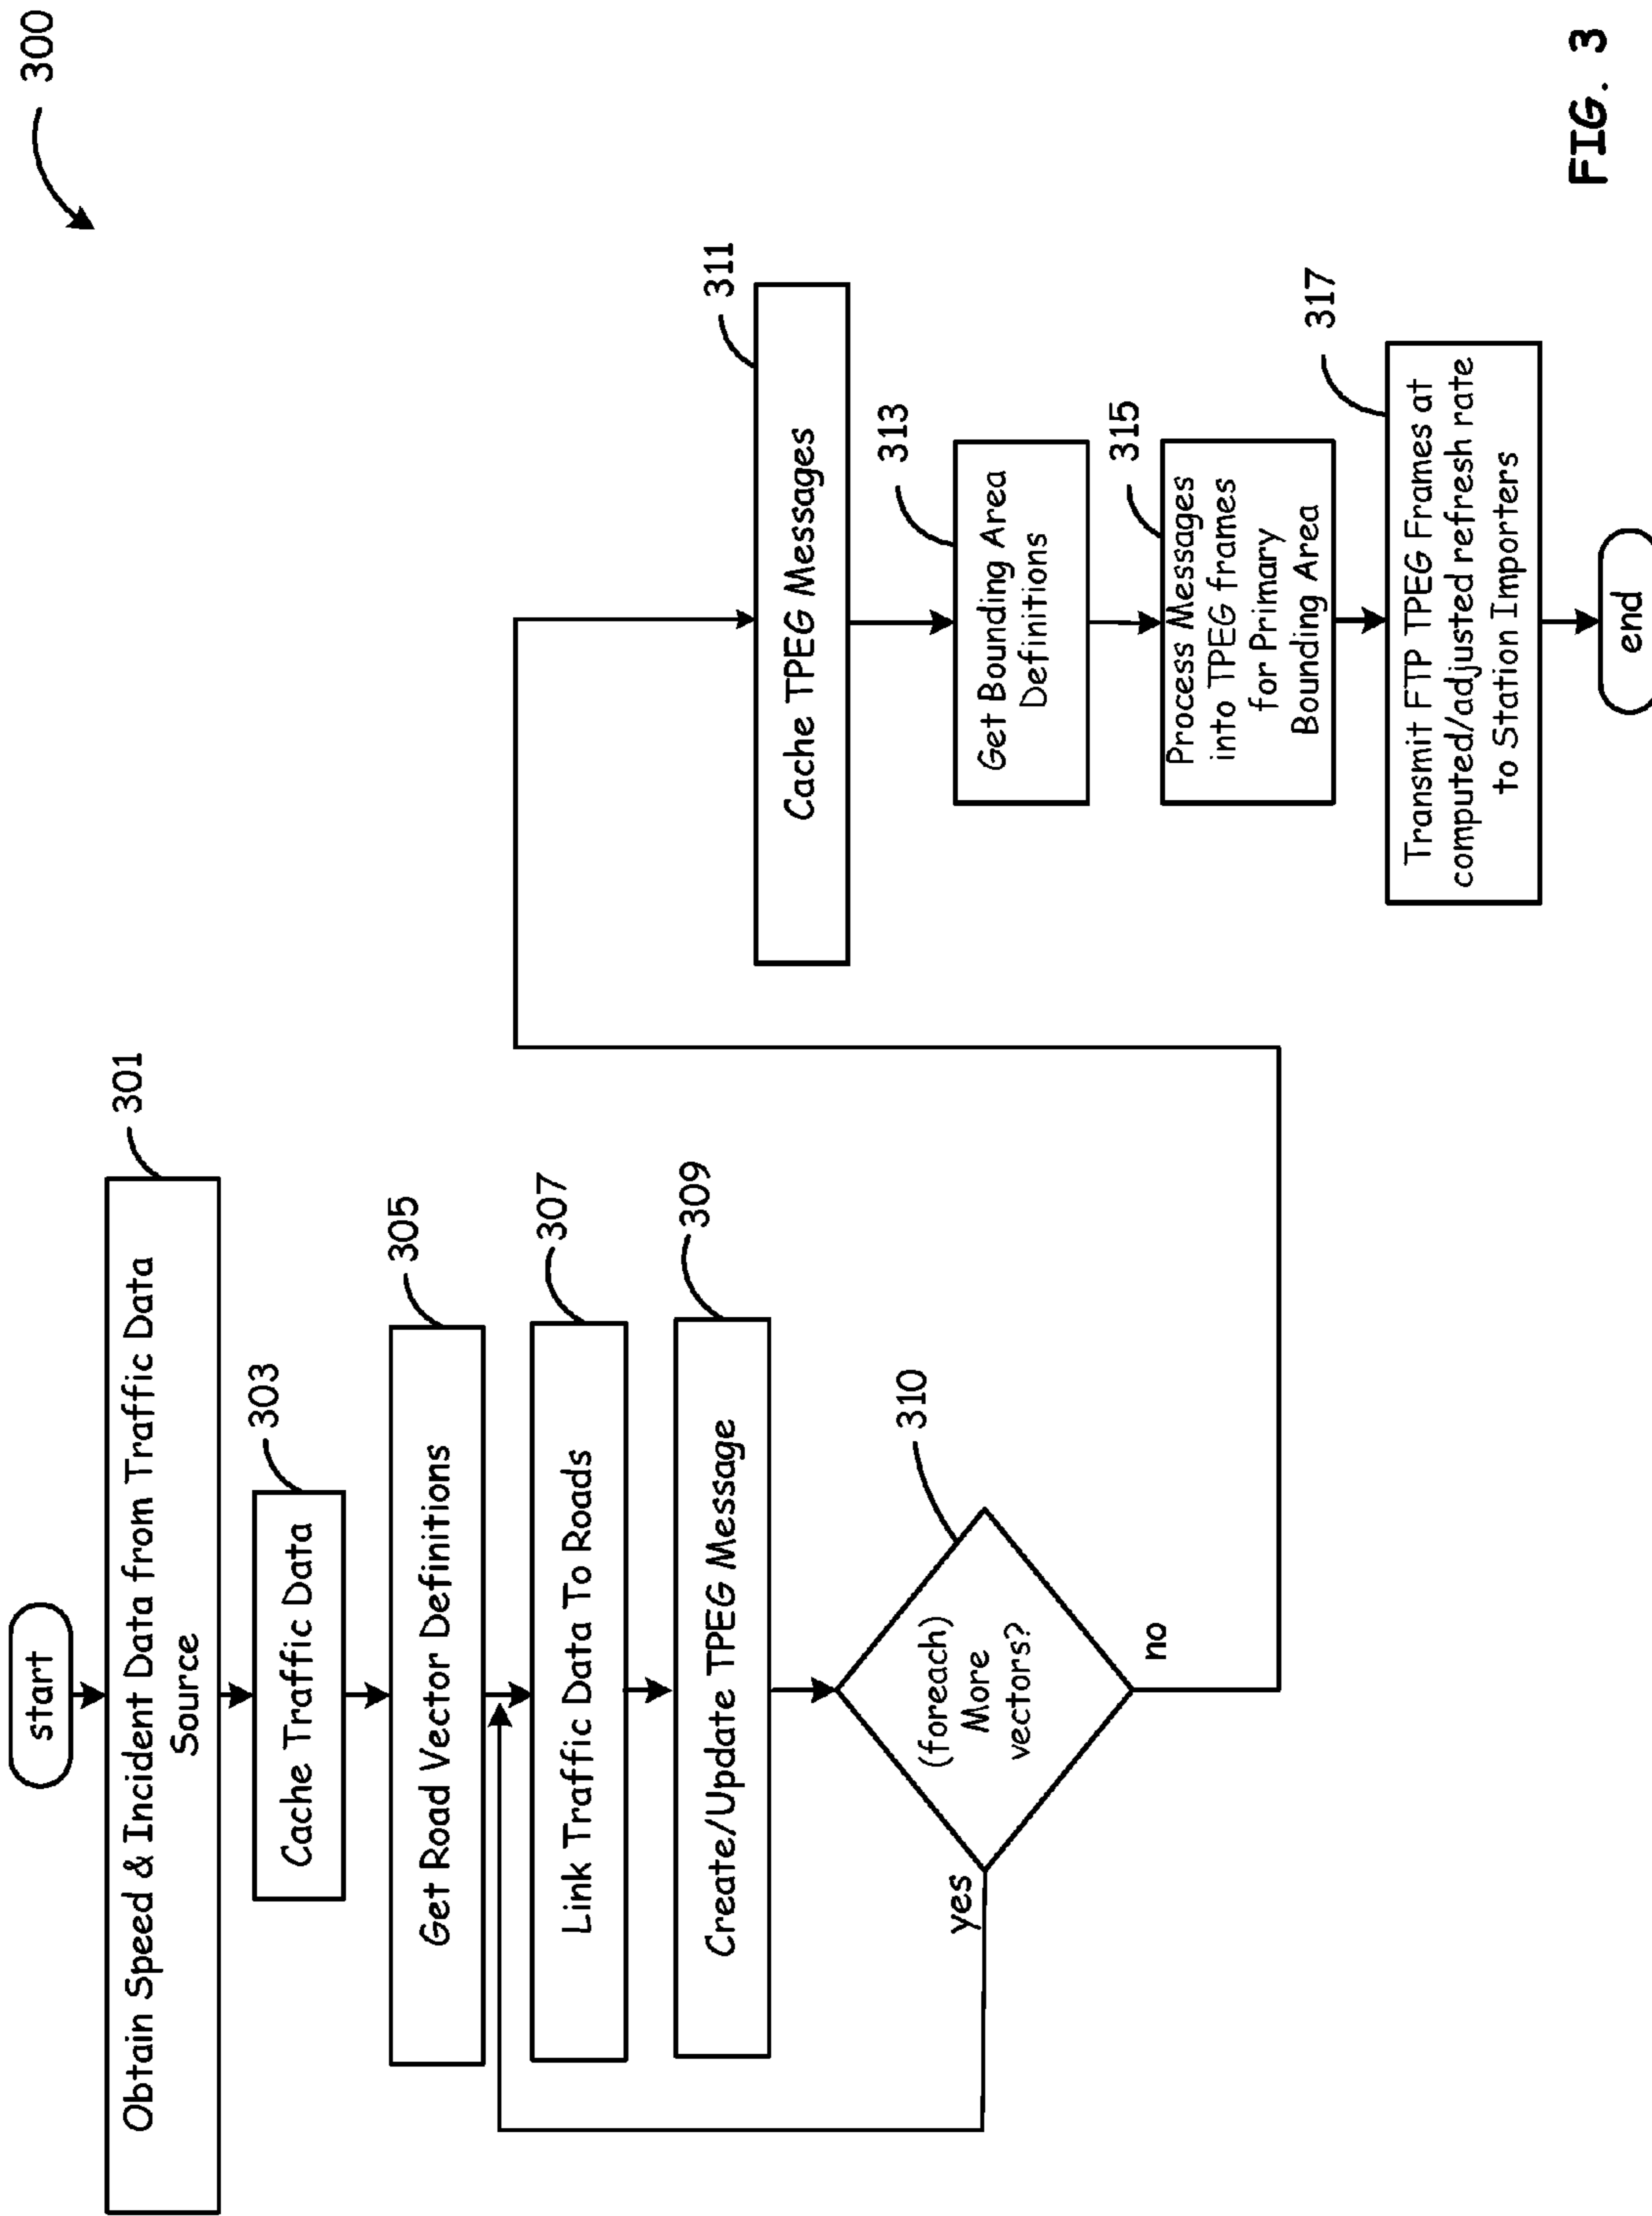 300
start
301
Obtain Speed & Incident Data from Traffic Data
Source
303
Cache Traffic Data
305
Get Road Vector Definitions
307
Link Traffic Data To Roads
309
Create/Update TPEG Message
310
(foreach)
More
vectors?
yes
no
311
Cache TPEG Messages
313
Get Bounding Area
Definitions
315
Process Messages
into TPEG frames
for Primary
Bounding Area
317
Transmit FTP TPEG Frames at
computed/adjusted refresh rate
to Station Importers
end
FIG. 3